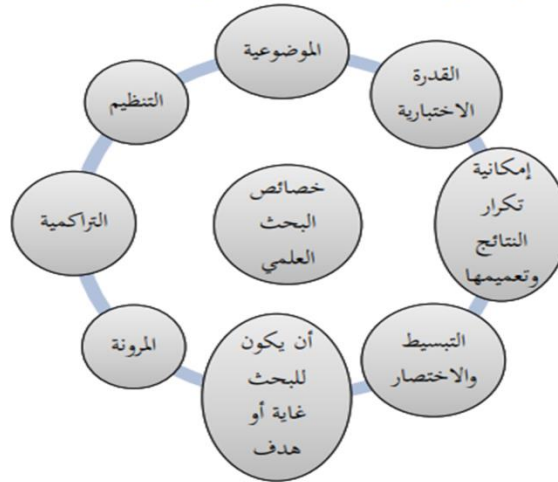 الموضوعية
القدرة
الاختبارية
إمكانية
تكرار
النتائج
وتعميمها
التبسيط
والاختصار
أن يكون
للبحث
غاية أو
هدف
المرونة
التراكمية
التنظيم
خصائص
البحث
العلمي